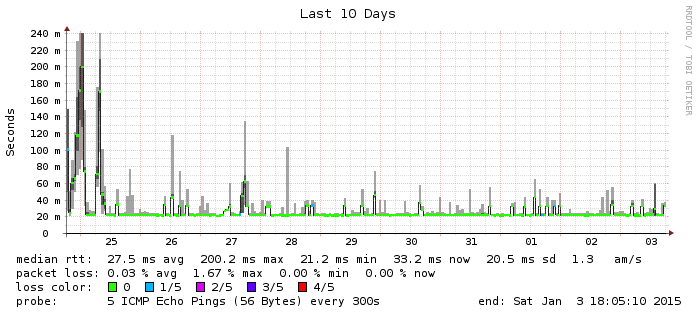 Last 10 Days
RRDTOOL / TOBI OETIKER
Seconds
240 m
220 m
200 m
180 m
160 m
140 m
120 m
100 m
80 m
60 m
40 m
20 m
0
25 26 27 28 29 30 31 01 02 03
median rtt: 27.5 ms avg 200.2 ms max 21.2 ms min 33.2 ms now 20.5 ms sd 1.3 am/s
packet loss: 0.03 % avg 1.67 % max 0.00 % min 0.00 % now
loss color: 0 1/5 2/5 3/5 4/5
probe: 5 ICMP Echo Pings (56 Bytes) every 300s end: Sat Jan 3 18:05:10 2015